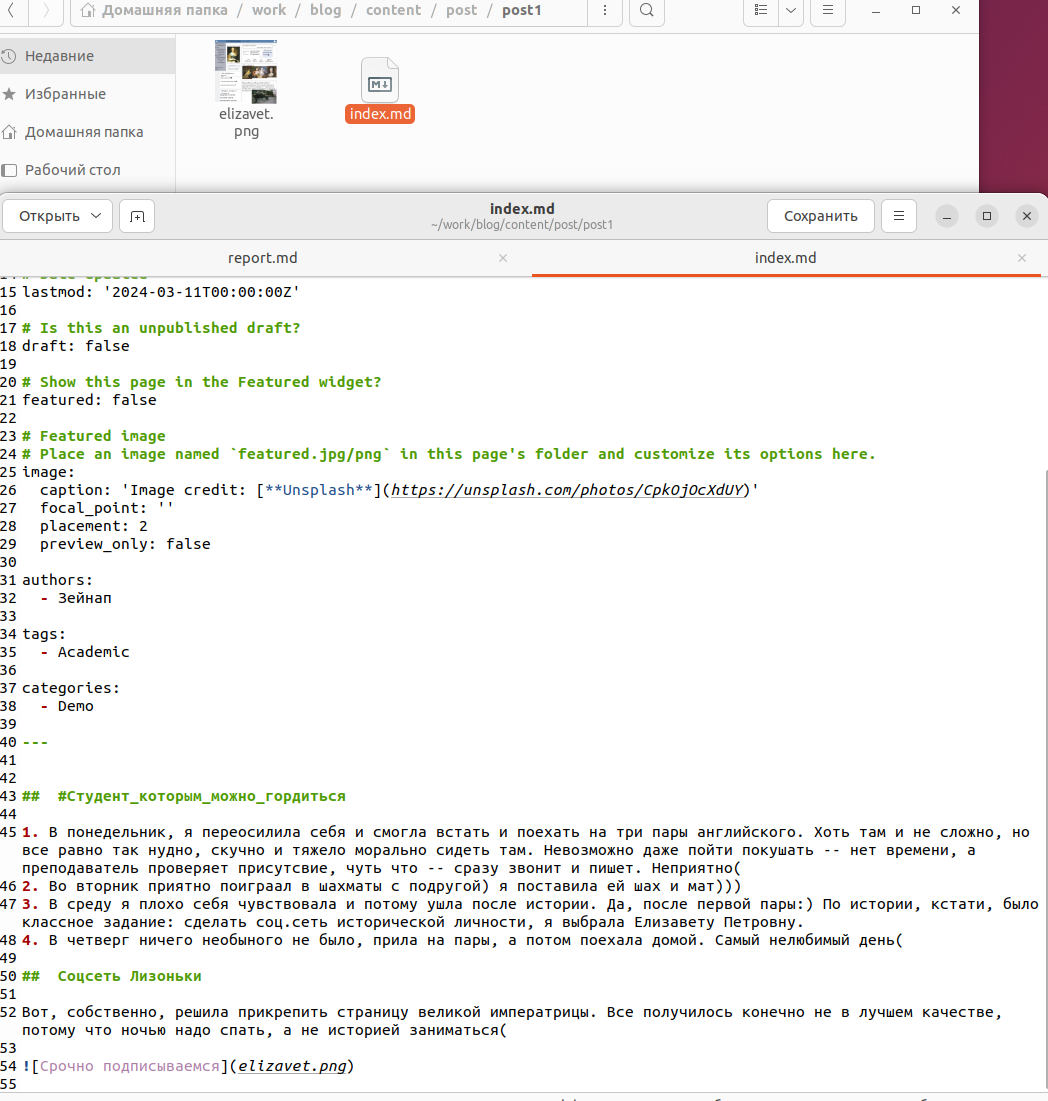 Домашняя папка / work / blog / content / post / post1
Недавние
Избранные
Домашняя папка
Рабочий стол
elizavet.
png
index.md
Открыть
index.md
~/work/blog/content/post/post1
Сохранить
report.md
index.md
15 lastmod: '2024-03-11T00:00:00Z'
16
17 # Is this an unpublished draft?
18 draft: false
19
20 # Show this page in the Featured widget?
21 featured: false
22
23 # Featured image
24 # Place an image named `featured.jpg/png` in this page's folder and customize its options here.
25 image:
26   caption: 'Image credit: [**Unsplash**](https://unsplash.com/photos/CpkOjOcXdUY)'
27   focal_point: ''
28   placement: 2
29   preview_only: false
30
31 authors:
32   - Зейнап
33
34 tags:
35   - Academic
36
37 categories:
38   - Demo
39
40 ---
41
42
43 ##  #Студент_которым_можно_гордиться
44
45 1. В понедельник, я переосилила себя и смогла встать и поехать на три пары английского. Хоть там и не сложно, но
все равно так нудно, скучно и тяжело морально сидеть там. Невозможно даже пойти покушать -- нет времени, а
преподаватель проверяет присутсвие, чуть что -- сразу звонит и пишет. Неприятно(
46 2. Во вторник приятно поиграал в шахматы с подругой) я поставила ей шах и мат)))
47 3. В среду я плохо себя чувствовала и потому ушла после истории. Да, после первой пары:) По истории, кстати, было
классное задание: сделать соц.сеть исторической личности, я выбрала Елизавету Петровну.
48 4. В четверг ничего необыного не было, прила на пары, а потом поехала домой. Самый нелюбимый день(
49
50 ##  Соцсеть Лизоньки
51
52 Вот, собственно, решила прикрепить страницу великой императрицы. Все получилось конечно не в лучшем качестве,
потому что ночью надо спать, а не историей заниматься(
53
54 ![Срочно подписываемся](elizavet.png)
55